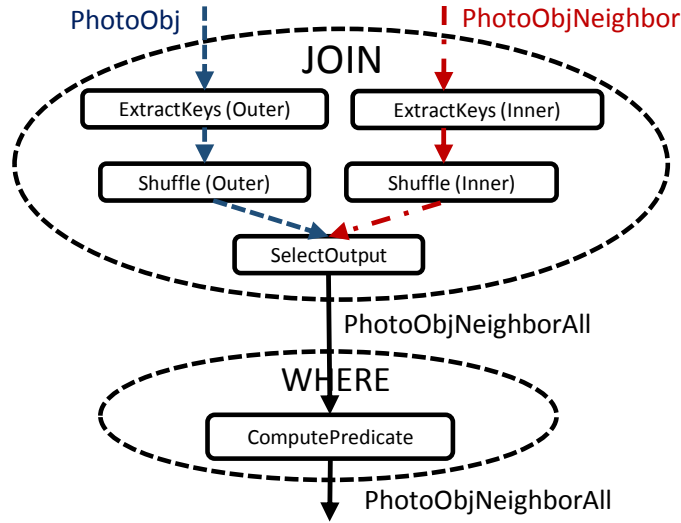 PhotoObj
PhotoObjNeighbor
JOIN
ExtractKeys (Outer)
ExtractKeys (Inner)
Shuffle (Outer)
Shuffle (Inner)
SelectOutput
PhotoObjNeighborAll
WHERE
ComputePredicate
PhotoObjNeighborAll